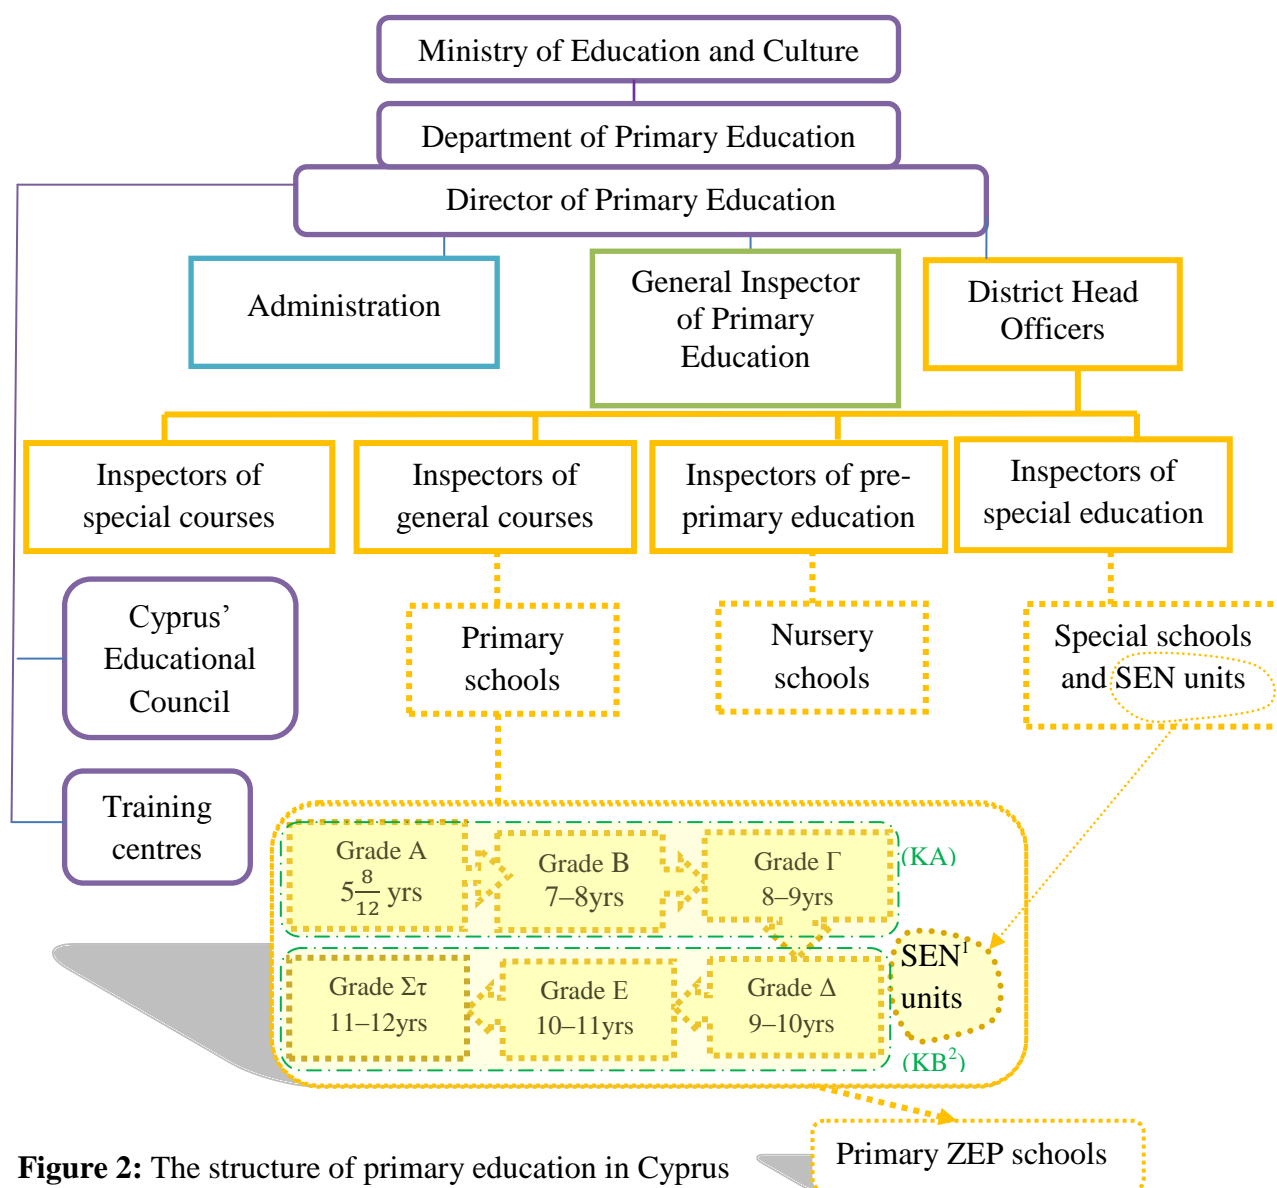 Ministry of Education and Culture
Department of Primary Education
Director of Primary Education
Administration
General Inspector
of Primary
Education
District Head
Officers
Inspectors of
special courses
Inspectors of
general courses
Inspectors of pre-
primary education
Inspectors of
special education
Cyprus’
Educational
Council
Primary
schools
Nursery
schools
Special schools
and SEN units
Training
centres
Grade A
5 8/12 yrs
Grade B
7–8yrs
Grade Γ
8–9yrs
(KA)
Grade Στ
11–12yrs
Grade E
10–11yrs
Grade Δ
9–10yrs
SEN¹
units
(KB²)
Primary ZEP schools
Figure 2: The structure of primary education in Cyprus